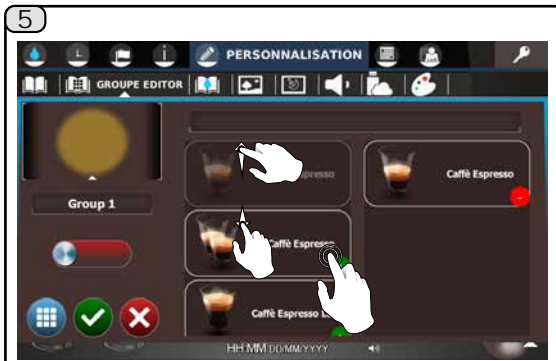 5
PERSONNALISATION
GROUPE EDITOR
Caffè Espresso
Group 1
Caffè Espresso
Caffè Espresso
HH:MM DD/MM/YYYY